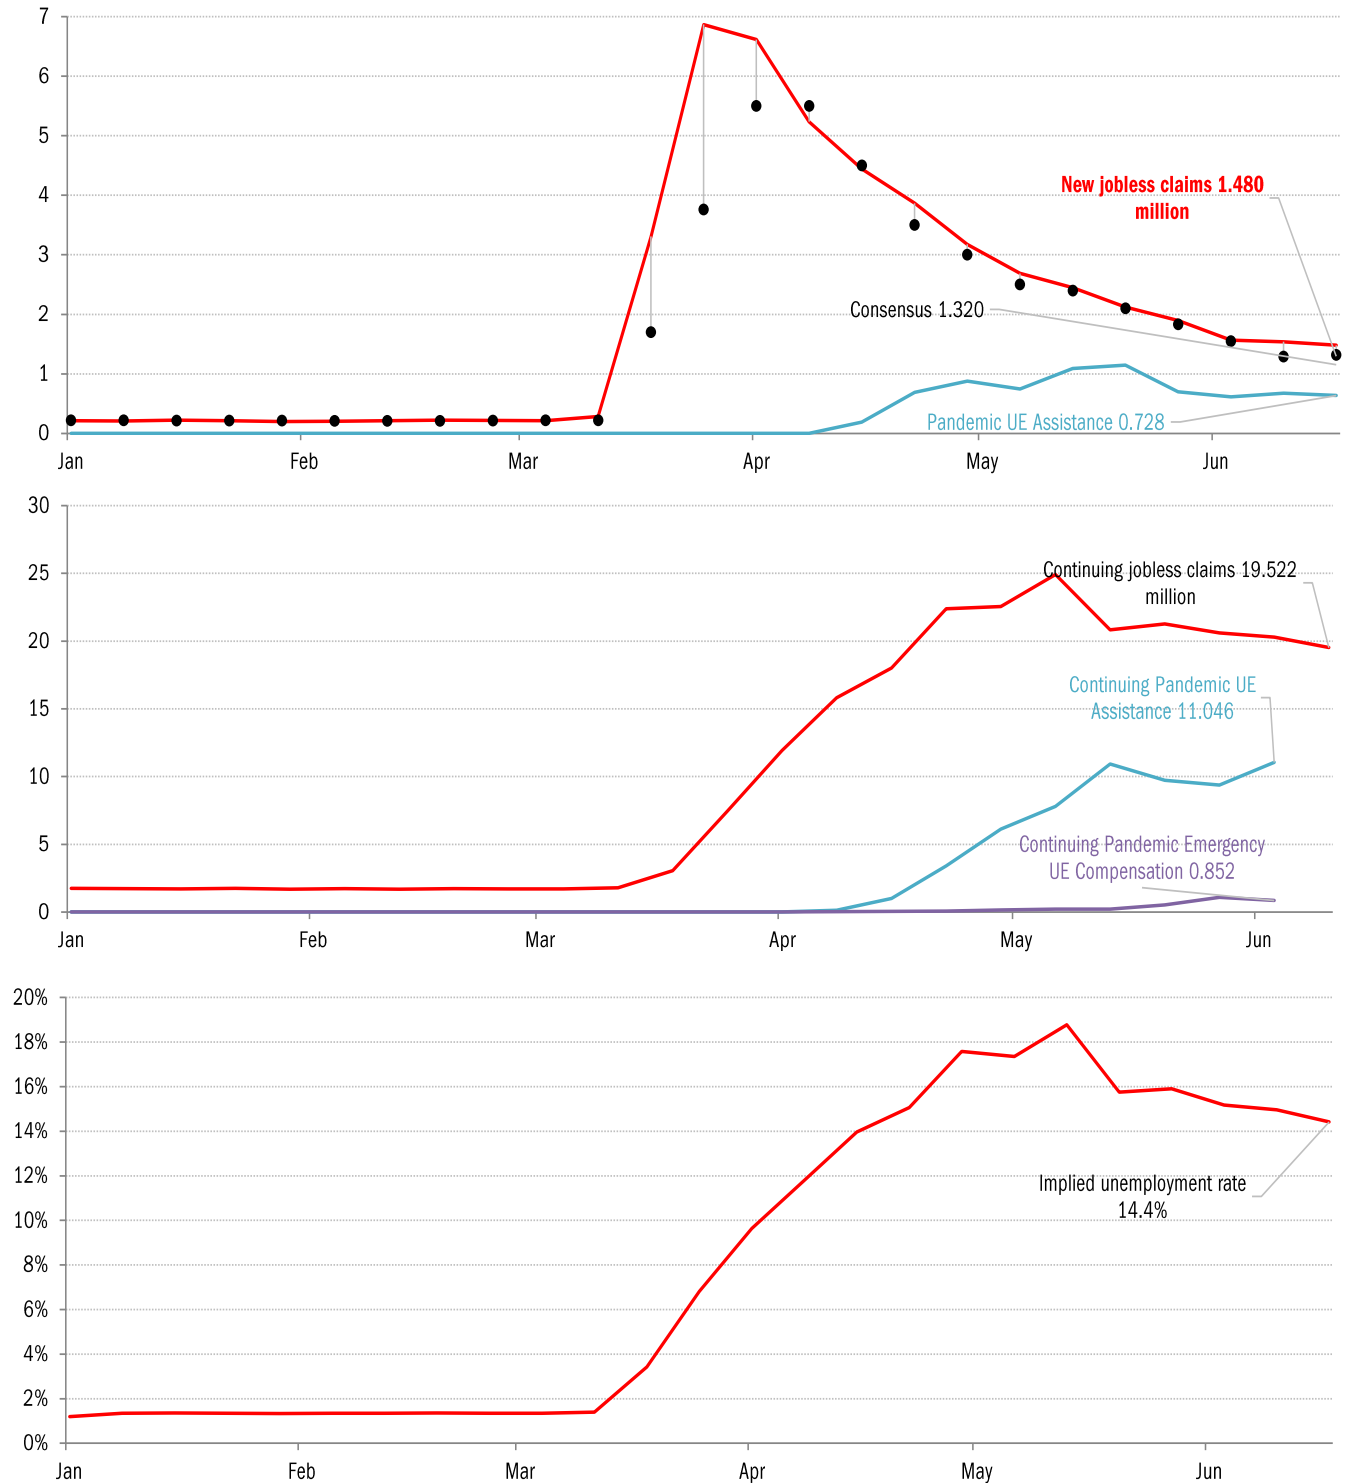 7
6
5
4
3
2
1
0
New jobless claims 1.480
million
Consensus 1.320
Pandemic UE Assistance 0.728
Jan Feb Mar Apr May Jun
30
25
20
15
10
5
0
Continuing jobless claims 19.522
million
Continuing Pandemic UE
Assistance 11.046
Continuing Pandemic Emergency
UE Compensation 0.852
Jan Feb Mar Apr May Jun
20%
18%
16%
14%
12%
10%
8%
6%
4%
2%
0%
Implied unemployment rate
14.4%
Jan Feb Mar Apr May Jun